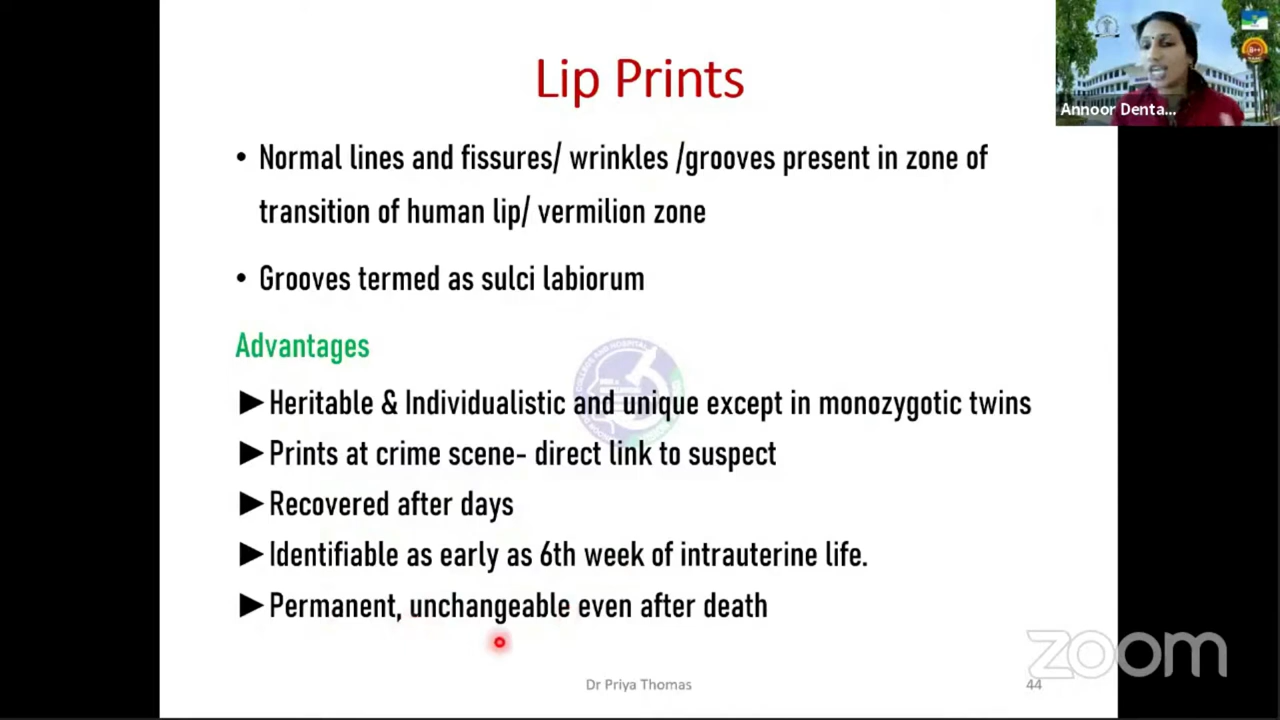 Lip Prints
Annoor Denta...
• Normal lines and fissures/ wrinkles /grooves present in zone of
transition of human lip/ vermilion zone
• Grooves termed as sulci labiorum
Advantages
►Heritable & Individualistic and unique except in monozygotic twins
►Prints at crime scene- direct link to suspect
►Recovered after days
►Identifiable as early as 6th week of intrauterine life.
►Permanent, unchangeable even after death
zoom
Dr Priya Thomas
44